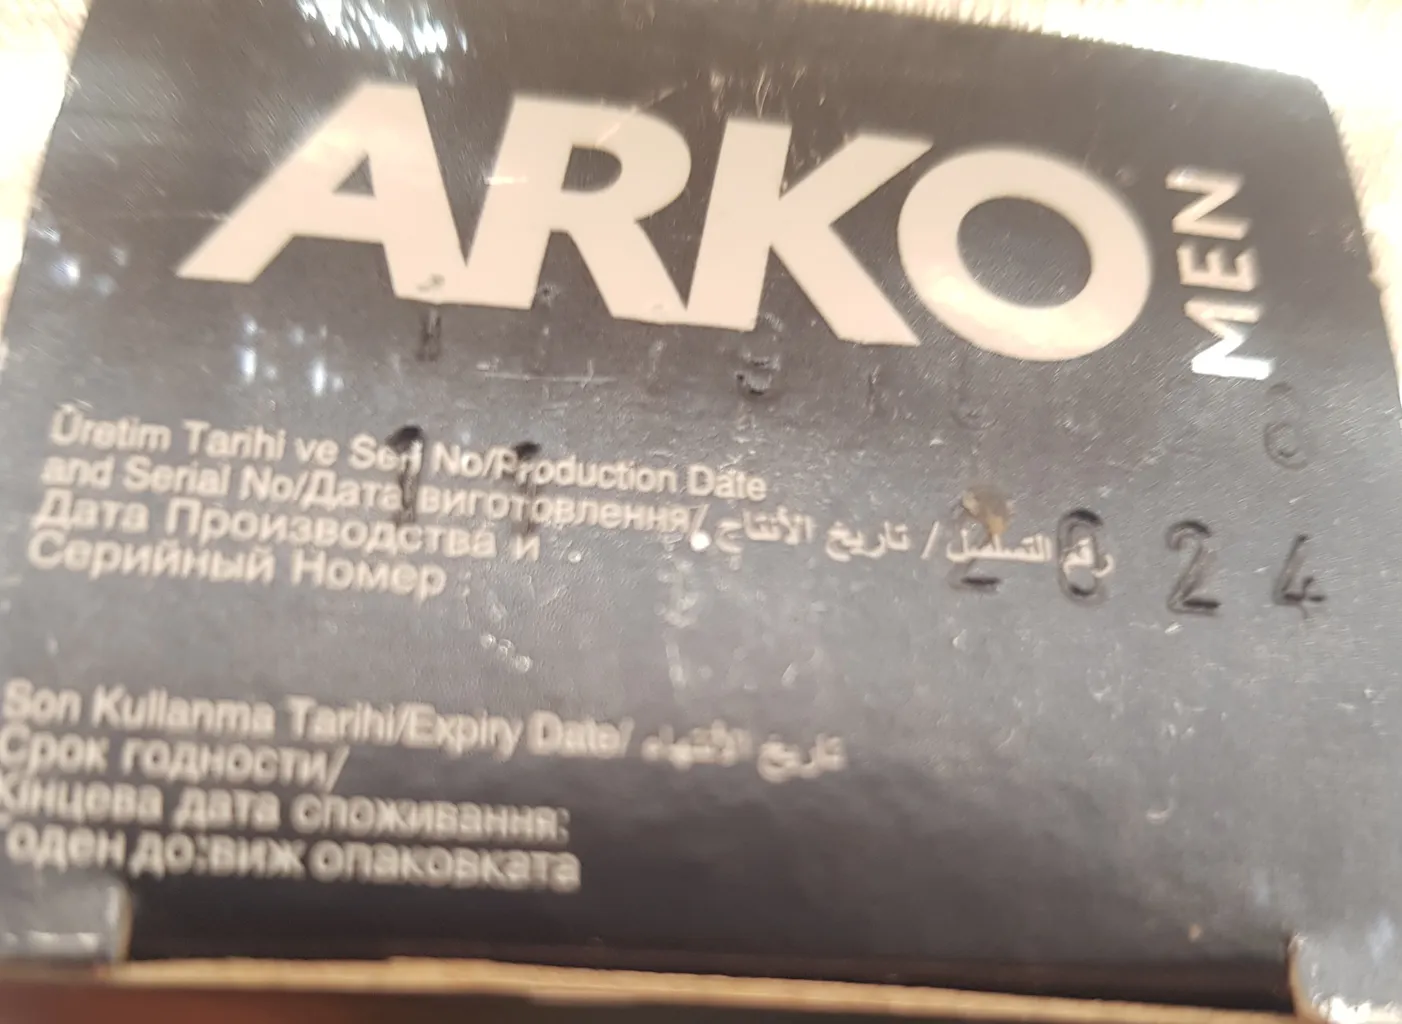 ARKO
MEN
Üretim Tarihi ve Seri No/Production Date
and Serial No/Дата виготовлення/ تاريخ الأنتاج / رقم التسلسل
Дата Производства и
Серийный Номер
11 2024
Son Kullanma Tarihi/Expiry Date/ تاريخ الأنتهاء
Срок годности/
Кінцева дата споживання:
Годен до:виж опаковката